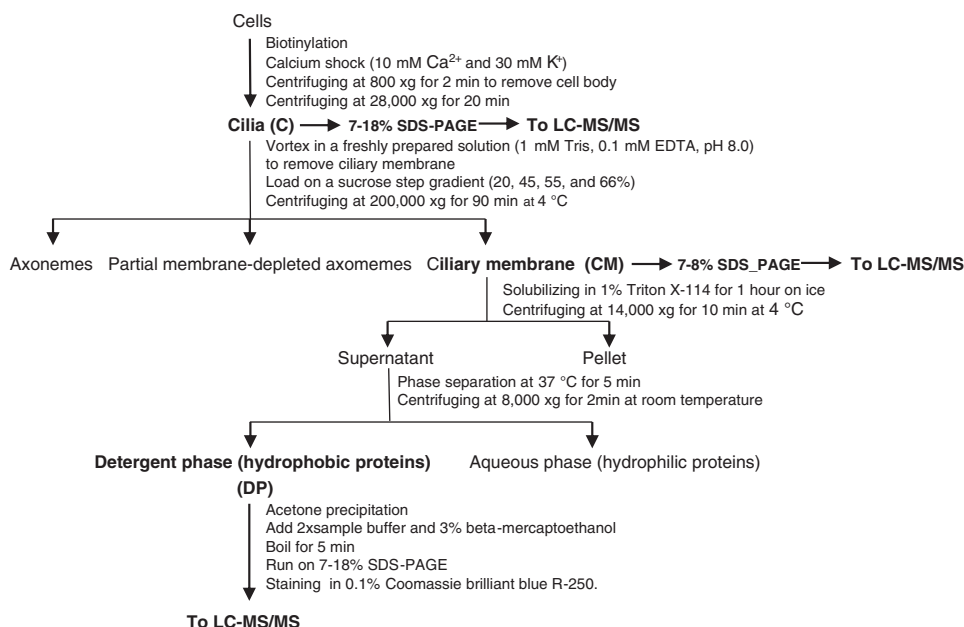 Cells
Biotinylation
Calcium shock (10 mM Ca²⁺ and 30 mM K⁺)
Centrifuging at 800 xg for 2 min to remove cell body
Centrifuging at 28,000 xg for 20 min
Cilia (C) 7-18% SDS-PAGE To LC-MS/MS
Vortex in a freshly prepared solution (1 mM Tris, 0.1 mM EDTA, pH 8.0)
to remove ciliary membrane
Load on a sucrose step gradient (20, 45, 55, and 66%)
Centrifuging at 200,000 xg for 90 min at 4 °C
Axonemes Partial membrane-depleted axomemes Ciliary membrane (CM) 7-8% SDS_PAGE To LC-MS/MS
Solubilizing in 1% Triton X-114 for 1 hour on ice
Centrifuging at 14,000 xg for 10 min at 4 °C
Supernatant Pellet
Phase separation at 37 °C for 5 min
Centrifuging at 8,000 xg for 2min at room temperature
Detergent phase (hydrophobic proteins) Aqueous phase (hydrophilic proteins)
(DP)
Acetone precipitation
Add 2xsample buffer and 3% beta-mercaptoethanol
Boil for 5 min
Run on 7-18% SDS-PAGE
Staining in 0.1% Coomassie brilliant blue R-250.
To LC-MS/MS